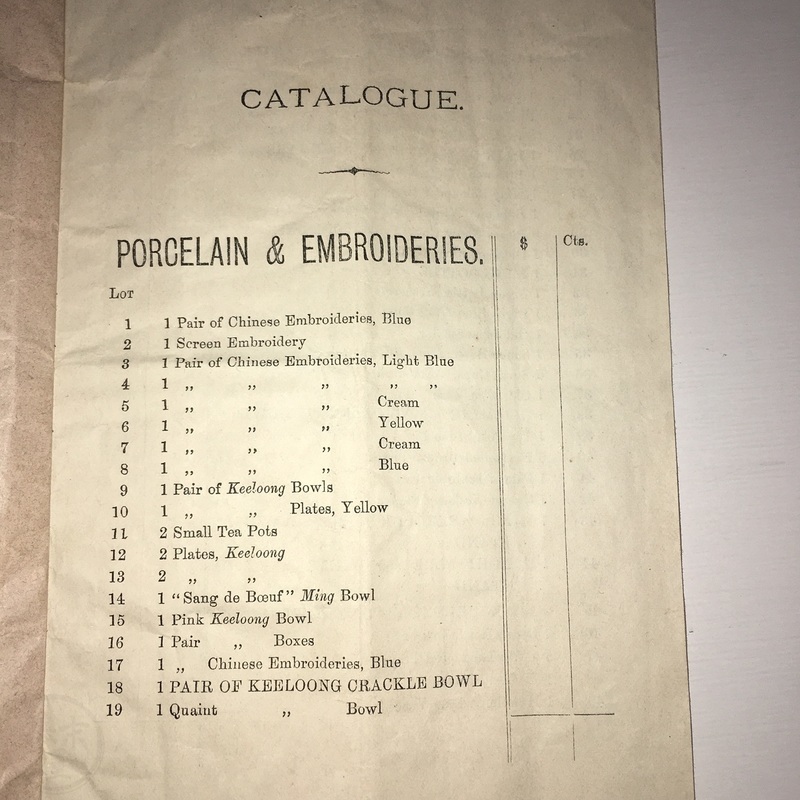 CATALOGUE.
PORCELAIN & EMBROIDERIES. $ Cts.
LOT
1 1 Pair of Chinese Embroideries, Blue
2 1 Screen Embroidery
3 1 Pair of Chinese Embroideries, Light Blue
4 1 „ „ „ „ „
5 1 „ „ „ Cream
6 1 „ „ „ Yellow
7 1 „ „ „ Cream
8 1 „ „ „ Blue
9 1 Pair of Keeloong Bowls
10 1 „ „ Plates, Yellow
11 2 Small Tea Pots
12 2 Plates, Keeloong
13 2 „ „
14 1 “Sang de Bœuf” Ming Bowl
15 1 Pink Keeloong Bowl
16 1 Pair „ Boxes
17 1 „ Chinese Embroideries, Blue
18 1 PAIR OF KEELOONG CRACKLE BOWL
19 1 Quaint „ Bowl